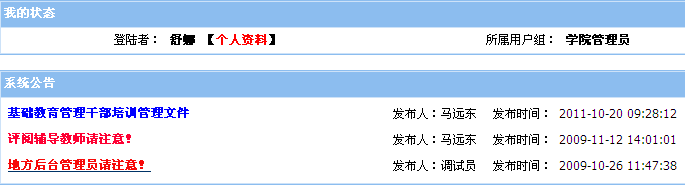 我的状态
登陆者： 舒娜 【个人资料】 所属用户组： 学院管理员
系统公告
基础教育管理干部培训管理文件 发布人：马远东 发布时间： 2011-10-20 09:28:12
评阅辅导教师请注意！ 发布人：马远东 发布时间： 2009-11-12 14:01:01
地方后台管理员请注意！ 发布人：调试员 发布时间： 2009-10-26 11:47:38